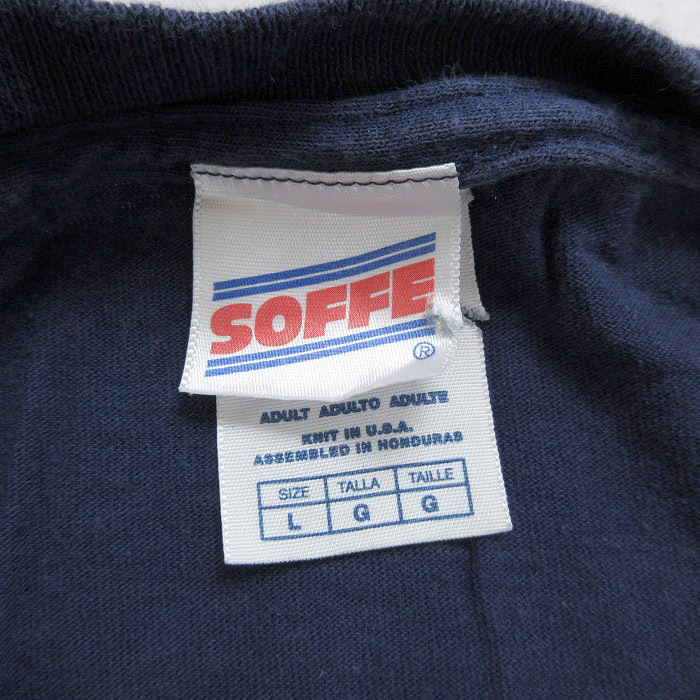 SOFFE
®
ADULT ADULTO ADULTE
KNIT IN U.S.A.
ASSEMBLED IN HONDURAS
SIZE TALLA TAILLE
L G G